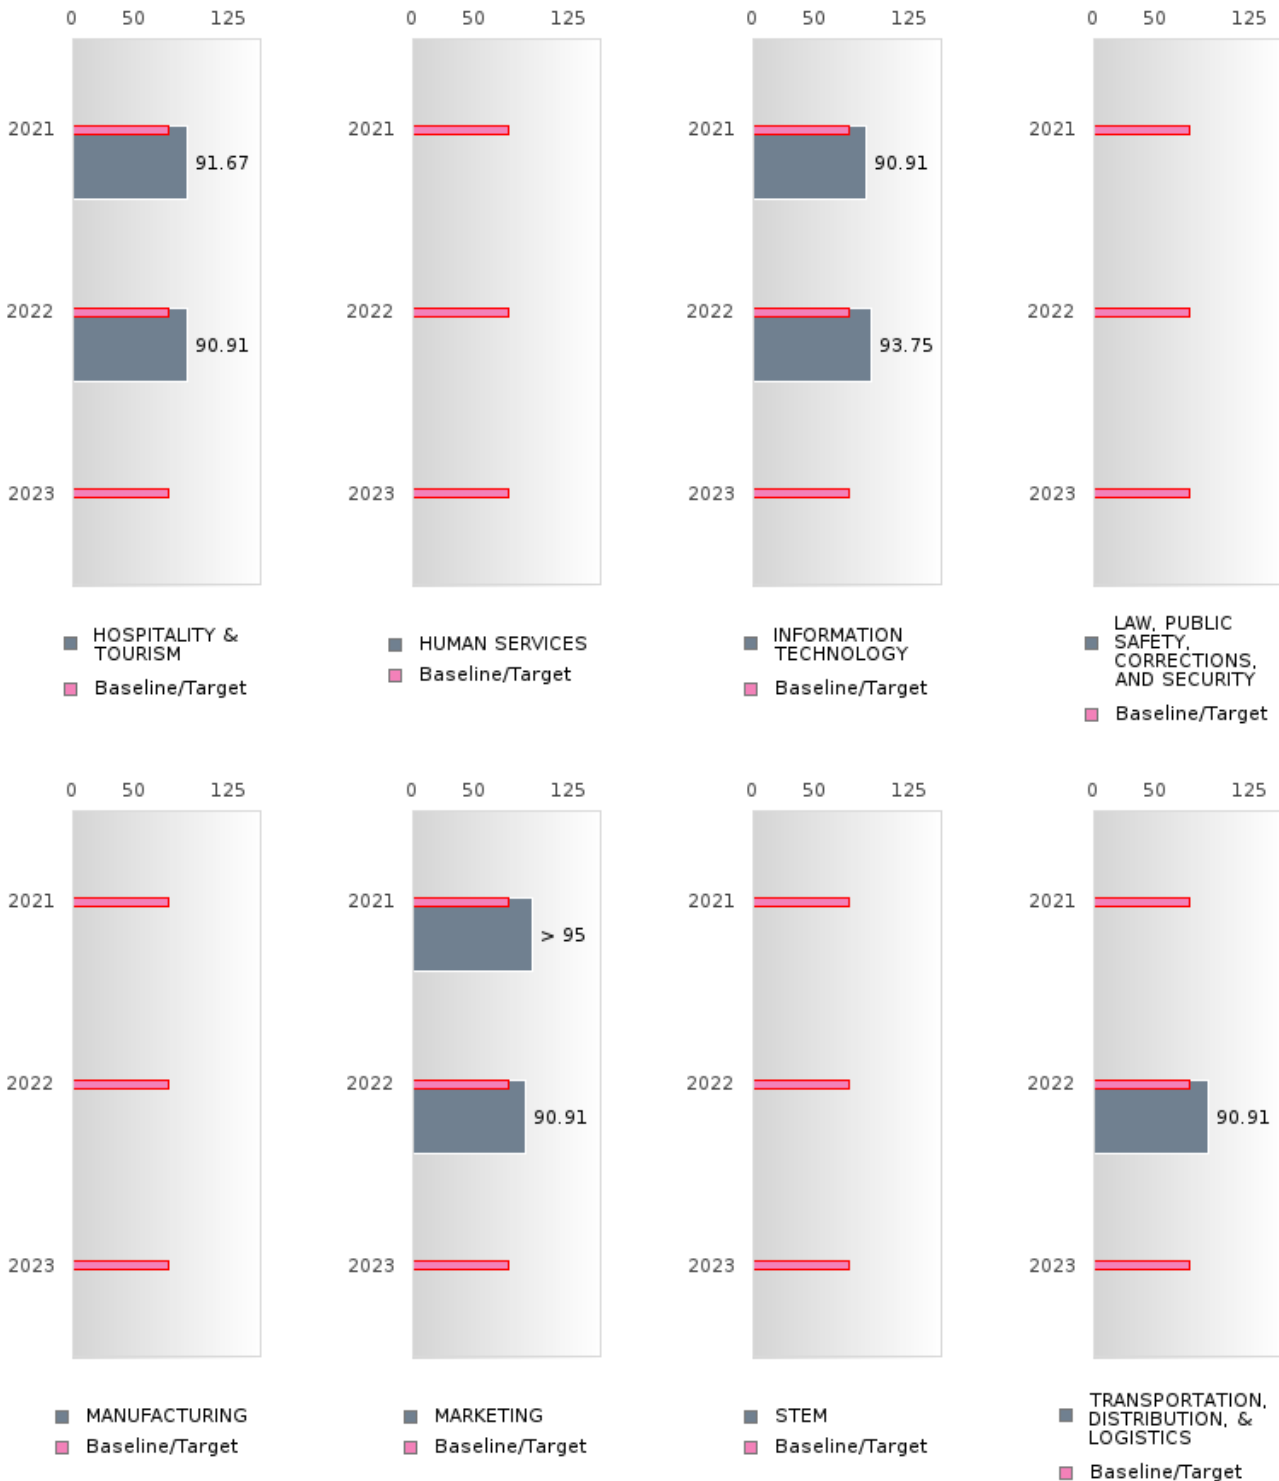 0 50 125
2021
91.67
2022
90.91
2023
HOSPITALITY &
TOURISM
Baseline/Target
0 50 125
2021
2022
2023
HUMAN SERVICES
Baseline/Target
0 50 125
2021
90.91
2022
93.75
2023
INFORMATION
TECHNOLOGY
Baseline/Target
0 50 125
2021
2022
2023
LAW, PUBLIC
SAFETY,
CORRECTIONS,
AND SECURITY
Baseline/Target
0 50 125
2021
2022
2023
MANUFACTURING
Baseline/Target
0 50 125
2021
> 95
2022
90.91
2023
MARKETING
Baseline/Target
0 50 125
2021
2022
2023
STEM
Baseline/Target
0 50 125
2021
2022
90.91
2023
TRANSPORTATION,
DISTRIBUTION, &
LOGISTICS
Baseline/Target